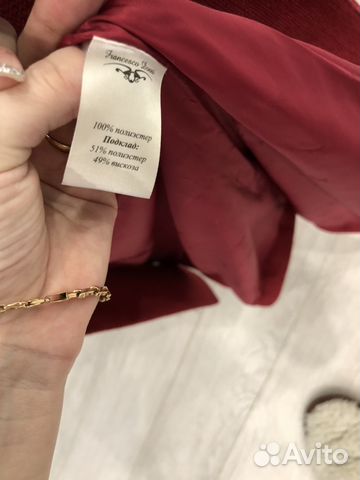 Francesco Donni
100% полиэстер
Подклад:
51% полиэстер
49% вискоза
Avito